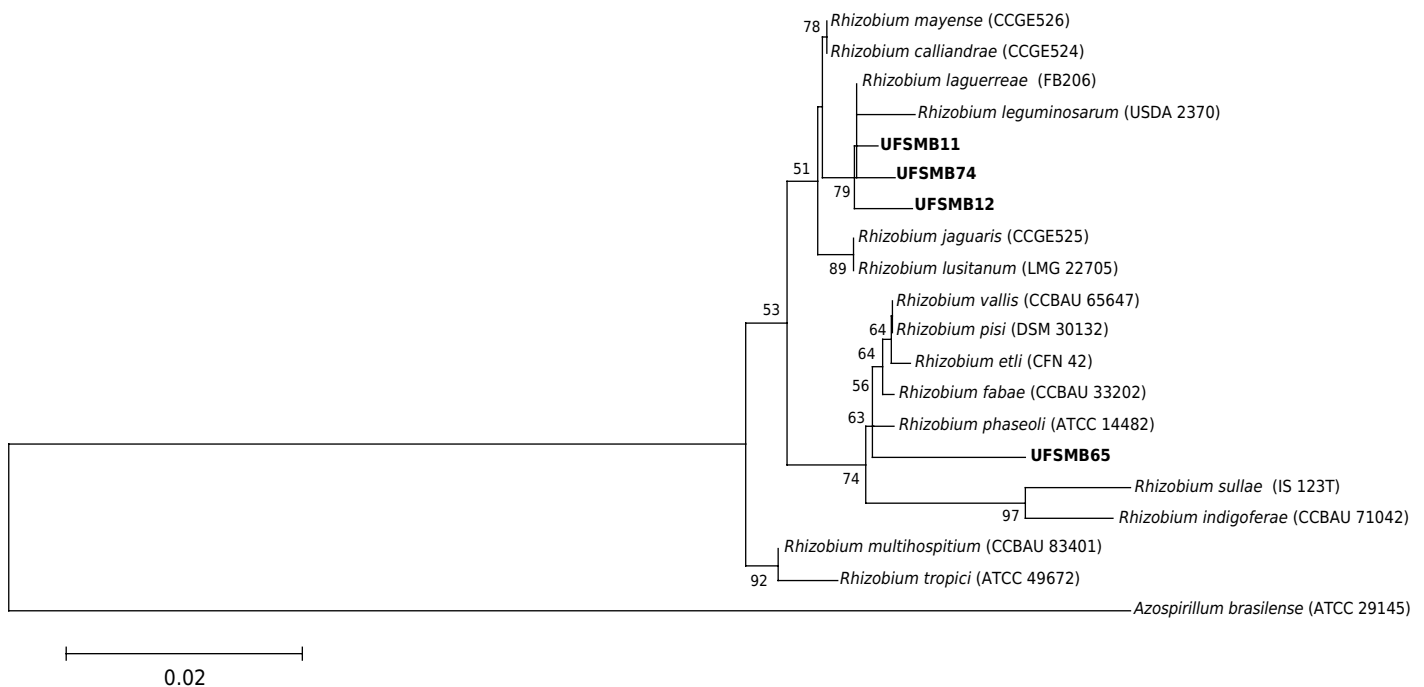 78
Rhizobium mayense (CCGE526)
Rhizobium calliandrae (CCGE524)
Rhizobium laguerreae (FB206)
Rhizobium leguminosarum (USDA 2370)
UFSMB11
51
UFSMB74
79
UFSMB12
Rhizobium jaguaris (CCGE525)
89
Rhizobium lusitanum (LMG 22705)
Rhizobium vallis (CCBAU 65647)
53
64
Rhizobium pisi (DSM 30132)
64
Rhizobium etli (CFN 42)
56
Rhizobium fabae (CCBAU 33202)
63
Rhizobium phaseoli (ATCC 14482)
UFSMB65
74
Rhizobium sullae (IS 123T)
97
Rhizobium indigoferae (CCBAU 71042)
Rhizobium multihospitium (CCBAU 83401)
92
Rhizobium tropici (ATCC 49672)
Azospirillum brasilense (ATCC 29145)
0.02